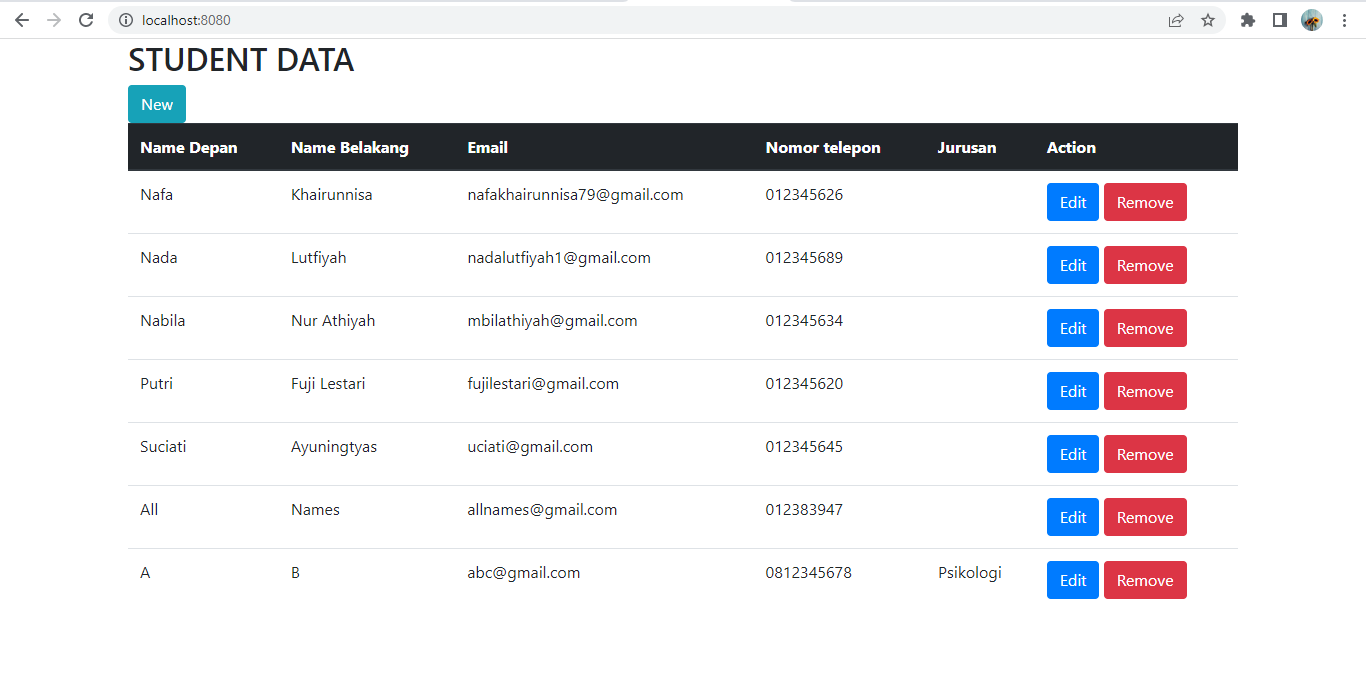 localhost:8080
STUDENT DATA
New
Name Depan Name Belakang Email Nomor telepon Jurusan Action
Nafa Khairunnisa nafakhairunnisa79@gmail.com 012345626 Edit Remove
Nada Lutfiyah nadalutfiyah1@gmail.com 012345689 Edit Remove
Nabila Nur Athiyah mbilathiyah@gmail.com 012345634 Edit Remove
Putri Fuji Lestari fujilestari@gmail.com 012345620 Edit Remove
Suciati Ayuningtyas uciati@gmail.com 012345645 Edit Remove
All Names allnames@gmail.com 012383947 Edit Remove
A B abc@gmail.com 0812345678 Psikologi Edit Remove